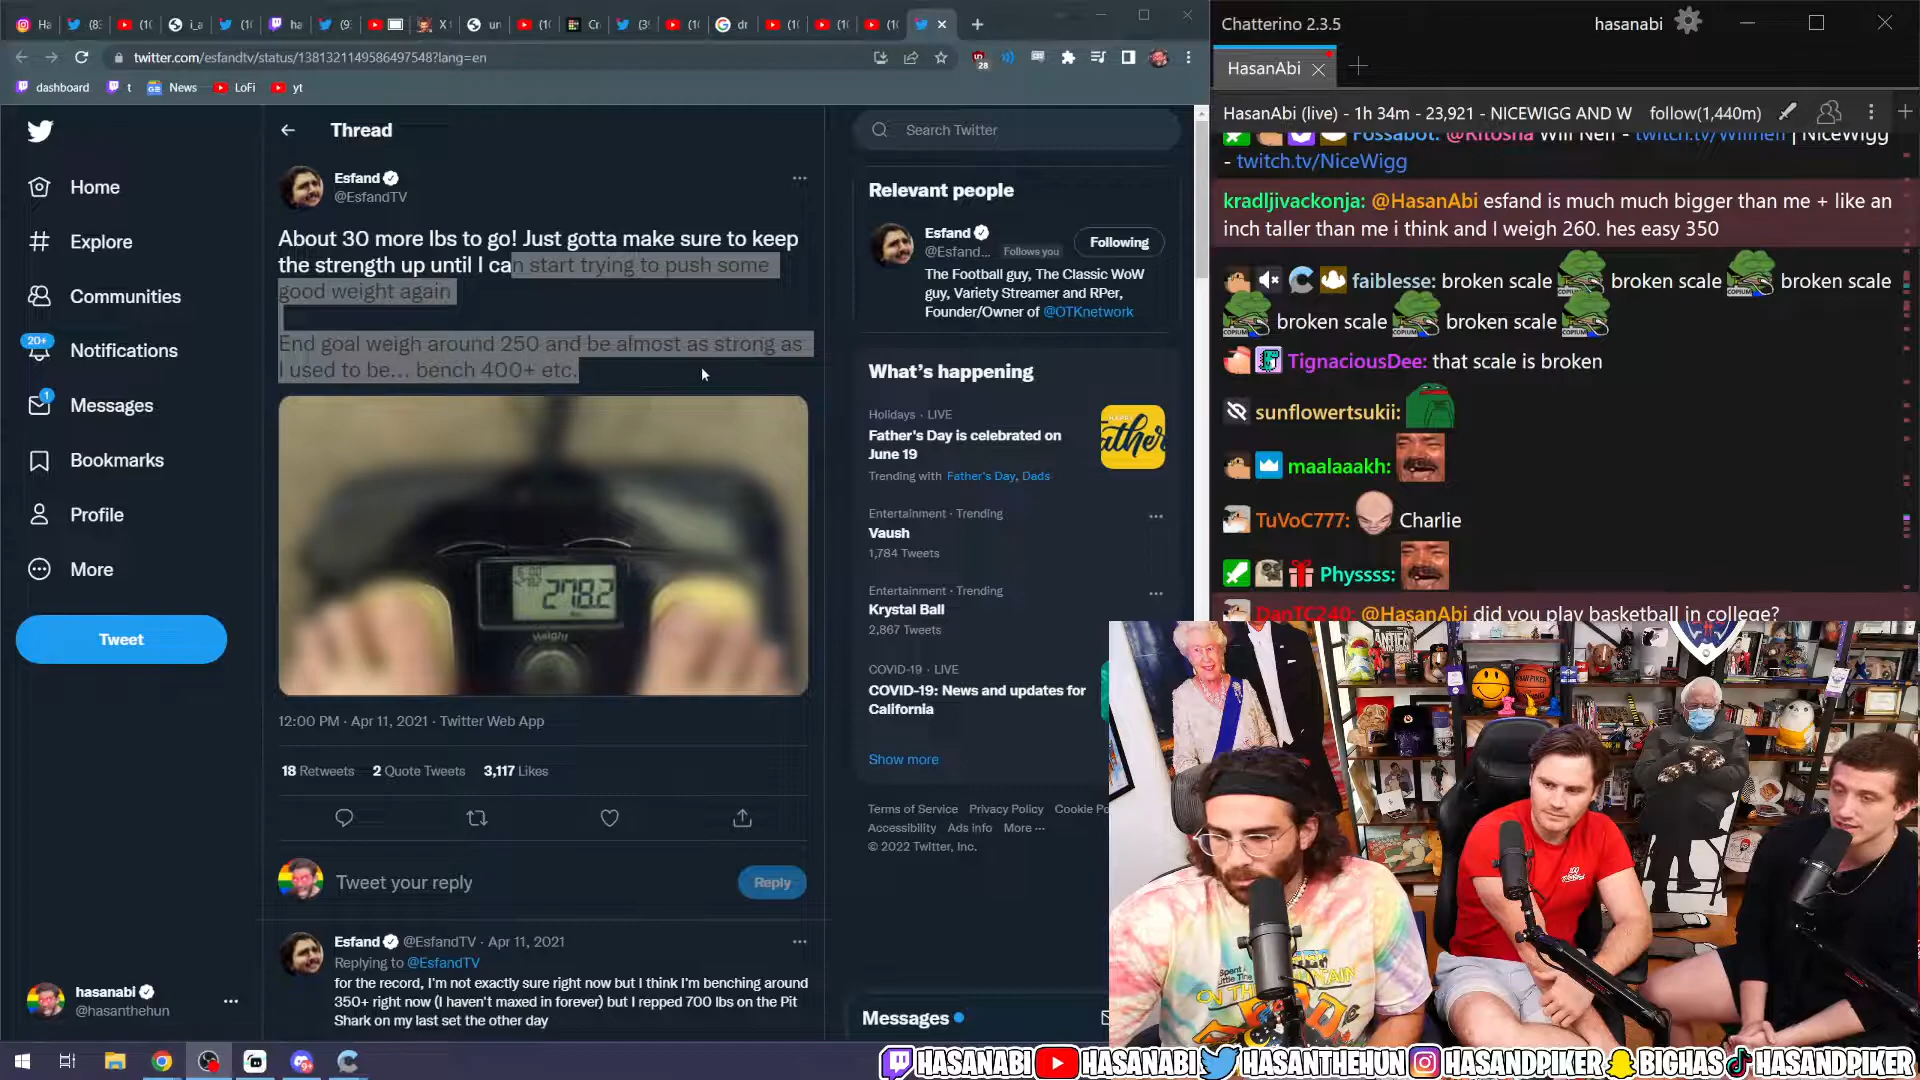 twitter.com/esfandtv/status/1381321149586497548?lang=en
28
dashboard
t
News
LoFi
yt
Home
Explore
Communities
20+
Notifications
1
Messages
Bookmarks
Profile
More
Tweet
hasanabi
@hasanthehun
Thread
Esfand
@EsfandTV
About 30 more lbs to go! Just gotta make sure to keep
the strength up until I can start trying to push some
good weight again
End goal weigh around 250 and be almost as strong as
I used to be... bench 400+ etc.
278.2
Height
12:00 PM · Apr 11, 2021 · Twitter Web App
18 Retweets 2 Quote Tweets 3,117 Likes
Tweet your reply
Reply
Esfand @EsfandTV · Apr 11, 2021
Replying to @EsfandTV
for the record, I'm not exactly sure right now but I think I'm benching around
350+ right now (I haven't maxed in forever) but I repped 700 lbs on the Pit
Shark on my last set the other day
Search Twitter
Relevant people
Esfand
@Esfand... Follows you
Following
The Football guy, The Classic WoW
guy, Variety Streamer and RPer,
Founder/Owner of @OTKnetwork
What's happening
Holidays · LIVE
Father's Day is celebrated on
June 19
Trending with Father's Day, Dads
Entertainment · Trending
Vaush
1,784 Tweets
Entertainment · Trending
Krystal Ball
2,867 Tweets
COVID-19 · LIVE
COVID-19: News and updates for
California
Show more
Terms of Service Privacy Policy Cookie Po
Accessibility Ads info More ...
© 2022 Twitter, Inc.
Messages
Chatterino 2.3.5
hasanabi
HasanAbi
HasanAbi (live) - 1h 34m - 23,921 - NICEWIGG AND W follow(1,440m)
Fossabot: @Ritosha Will Neff - twitch.tv/Willneff | NiceWigg
- twitch.tv/NiceWigg
kradljivackonja: @HasanAbi esfand is much much bigger than me + like an
inch taller than me i think and I weigh 260. hes easy 350
faiblesse: broken scale broken scale broken scale
broken scale broken scale
TignaciousDee: that scale is broken
sunflowertsukii:
maalaaakh:
TuVoC777: Charlie
Physsss:
DanTC240: @HasanAbi did you play basketball in college?
HASANABI HASANABI HASANTHEHUN HASANDPIKER BIGHAS HASANDPIKER